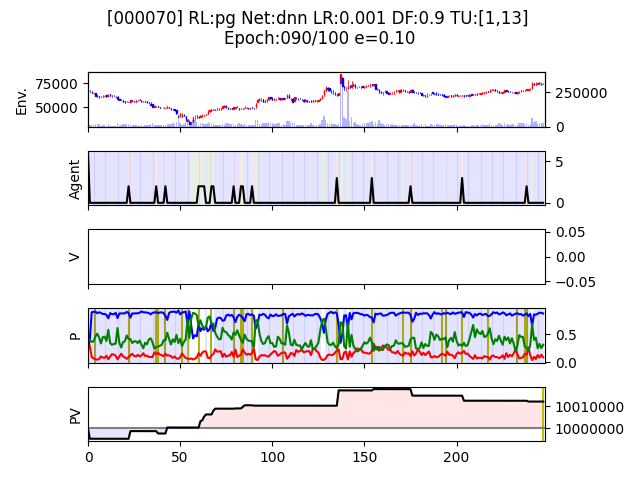 [000070] RL:pg Net:dnn LR:0.001 DF:0.9 TU:[1,13]
Epoch:090/100 e=0.10
Env.
75000
50000
250000
0
Agent
5
0
V
0.05
0.00
−0.05
P
0.5
0.0
PV
10010000
10000000
0 50 100 150 200